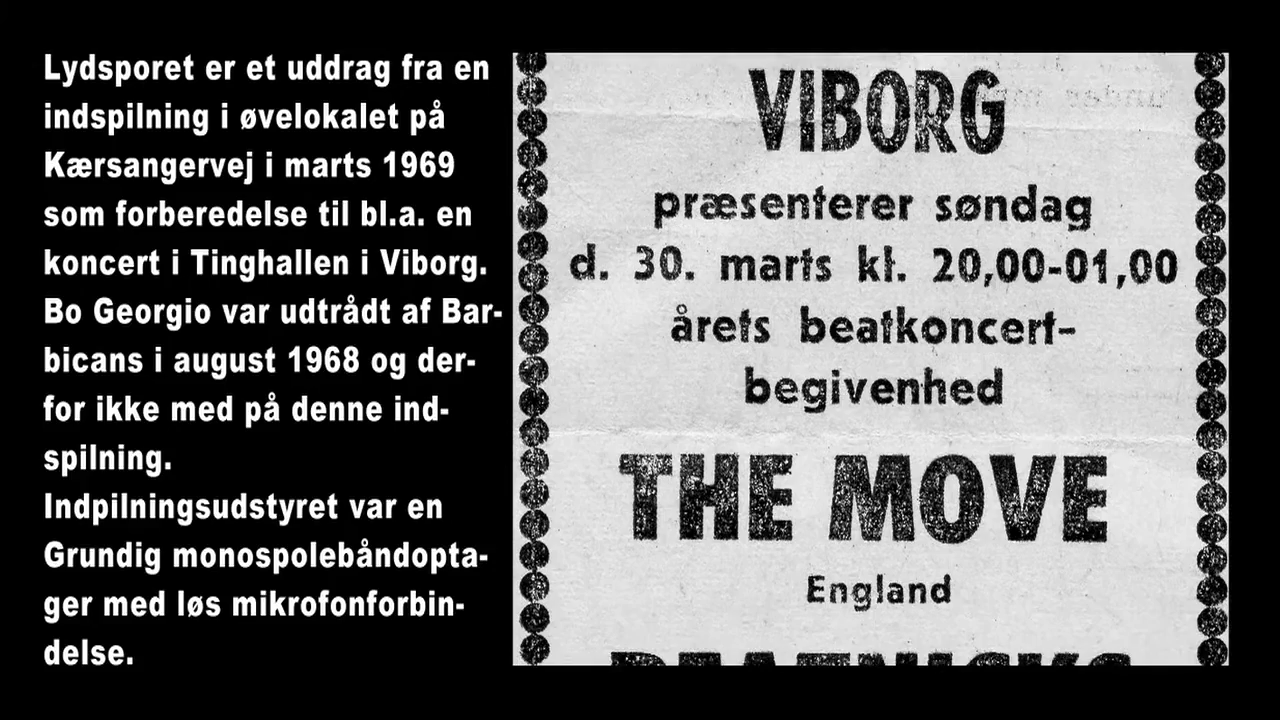 Lydsporet er et uddrag fra en
indspilning i øvelokalet på
Kærsangervej i marts 1969
som forberedelse til bl.a. en
koncert i Tinghallen i Viborg.
Bo Georgio var udtrådt af Bar-
bicans i august 1968 og der-
for ikke med på denne ind-
spilning.
Indpilningsudstyret var en
Grundig monospolebåndopta-
ger med løs mikrofonforbin-
delse.
VIBORG
præsenterer søndag
d. 30. marts kl. 20,00-01,00
årets beatkoncert-
begivenhed
THE MOVE
England